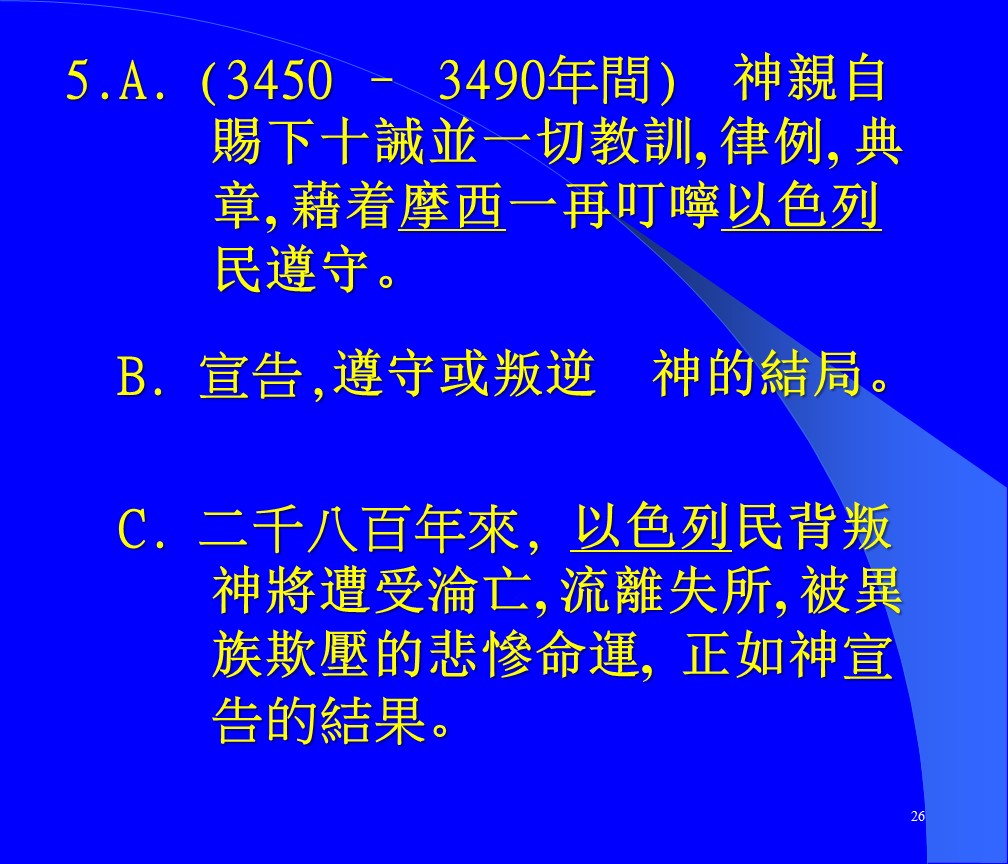 5.A. (3450 – 3490年間)　神親自
賜下十誡並一切教訓,律例,典
章,藉着摩西一再叮嚀以色列
民遵守。
B. 宣告,遵守或叛逆　神的結局。
C. 二千八百年來, 以色列民背叛
神將遭受淪亡,流離失所,被異
族欺壓的悲慘命運, 正如神宣
告的結果。
26